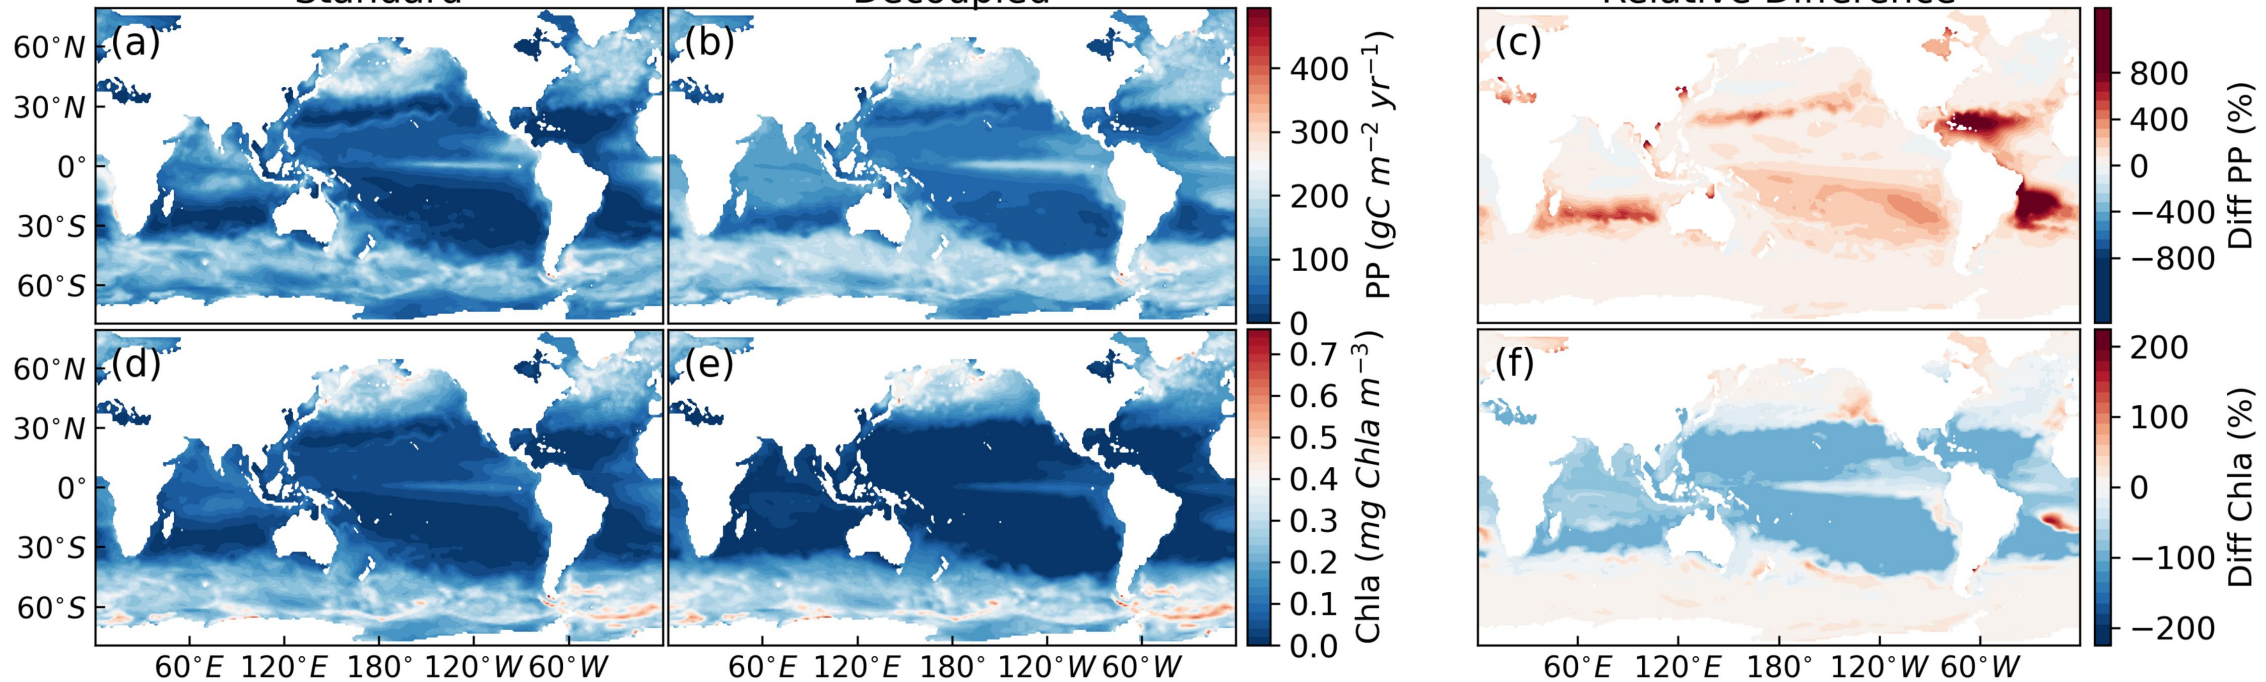 Standard
Decoupled
Relative Difference
(a)
(b)
(c)
60°N
30°N
0°
30°S
60°S
400
300
200
100
0
PP (gC m⁻² yr⁻¹)
800
400
0
−400
−800
Diff PP (%)
(d)
(e)
(f)
60°N
30°N
0°
30°S
60°S
0.7
0.6
0.5
0.4
0.3
0.2
0.1
0.0
Chla (mg Chla m⁻³)
200
100
0
−100
−200
Diff Chla (%)
60°E 120°E 180° 120°W 60°W
60°E 120°E 180° 120°W 60°W
60°E 120°E 180° 120°W 60°W